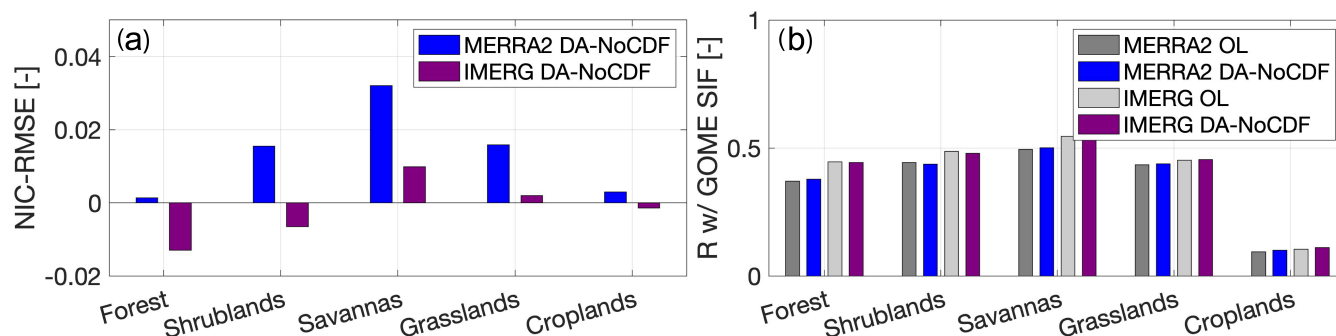 (a)
MERRA2 DA-NoCDF
IMERG DA-NoCDF
NIC-RMSE [-]
0.04
0.02
0
-0.02
Forest
Shrublands
Savannas
Grasslands
Croplands
(b)
MERRA2 OL
MERRA2 DA-NoCDF
IMERG OL
IMERG DA-NoCDF
R w/ GOME SIF [-]
1
0.5
0
Forest
Shrublands
Savannas
Grasslands
Croplands